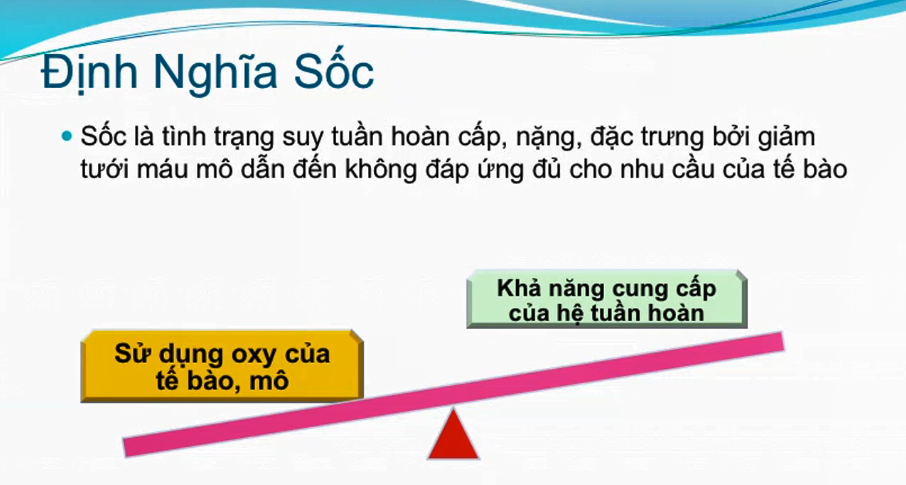 Định Nghĩa Sốc
Sốc là tình trạng suy tuần hoàn cấp, nặng, đặc trưng bởi giảm
tưới máu mô dẫn đến không đáp ứng đủ cho nhu cầu của tế bào
Khả năng cung cấp
của hệ tuần hoàn
Sử dụng oxy của
tế bào, mô